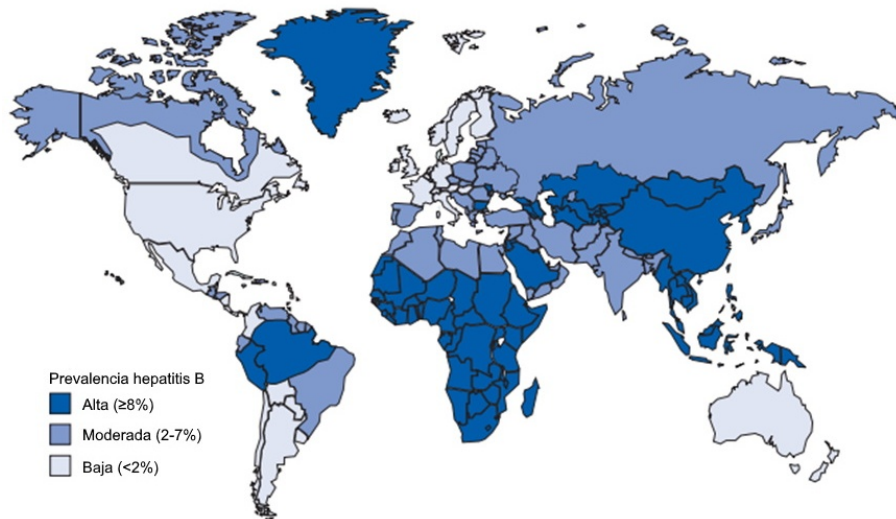 Prevalencia hepatitis B
Alta (≥8%)
Moderada (2-7%)
Baja (<2%)